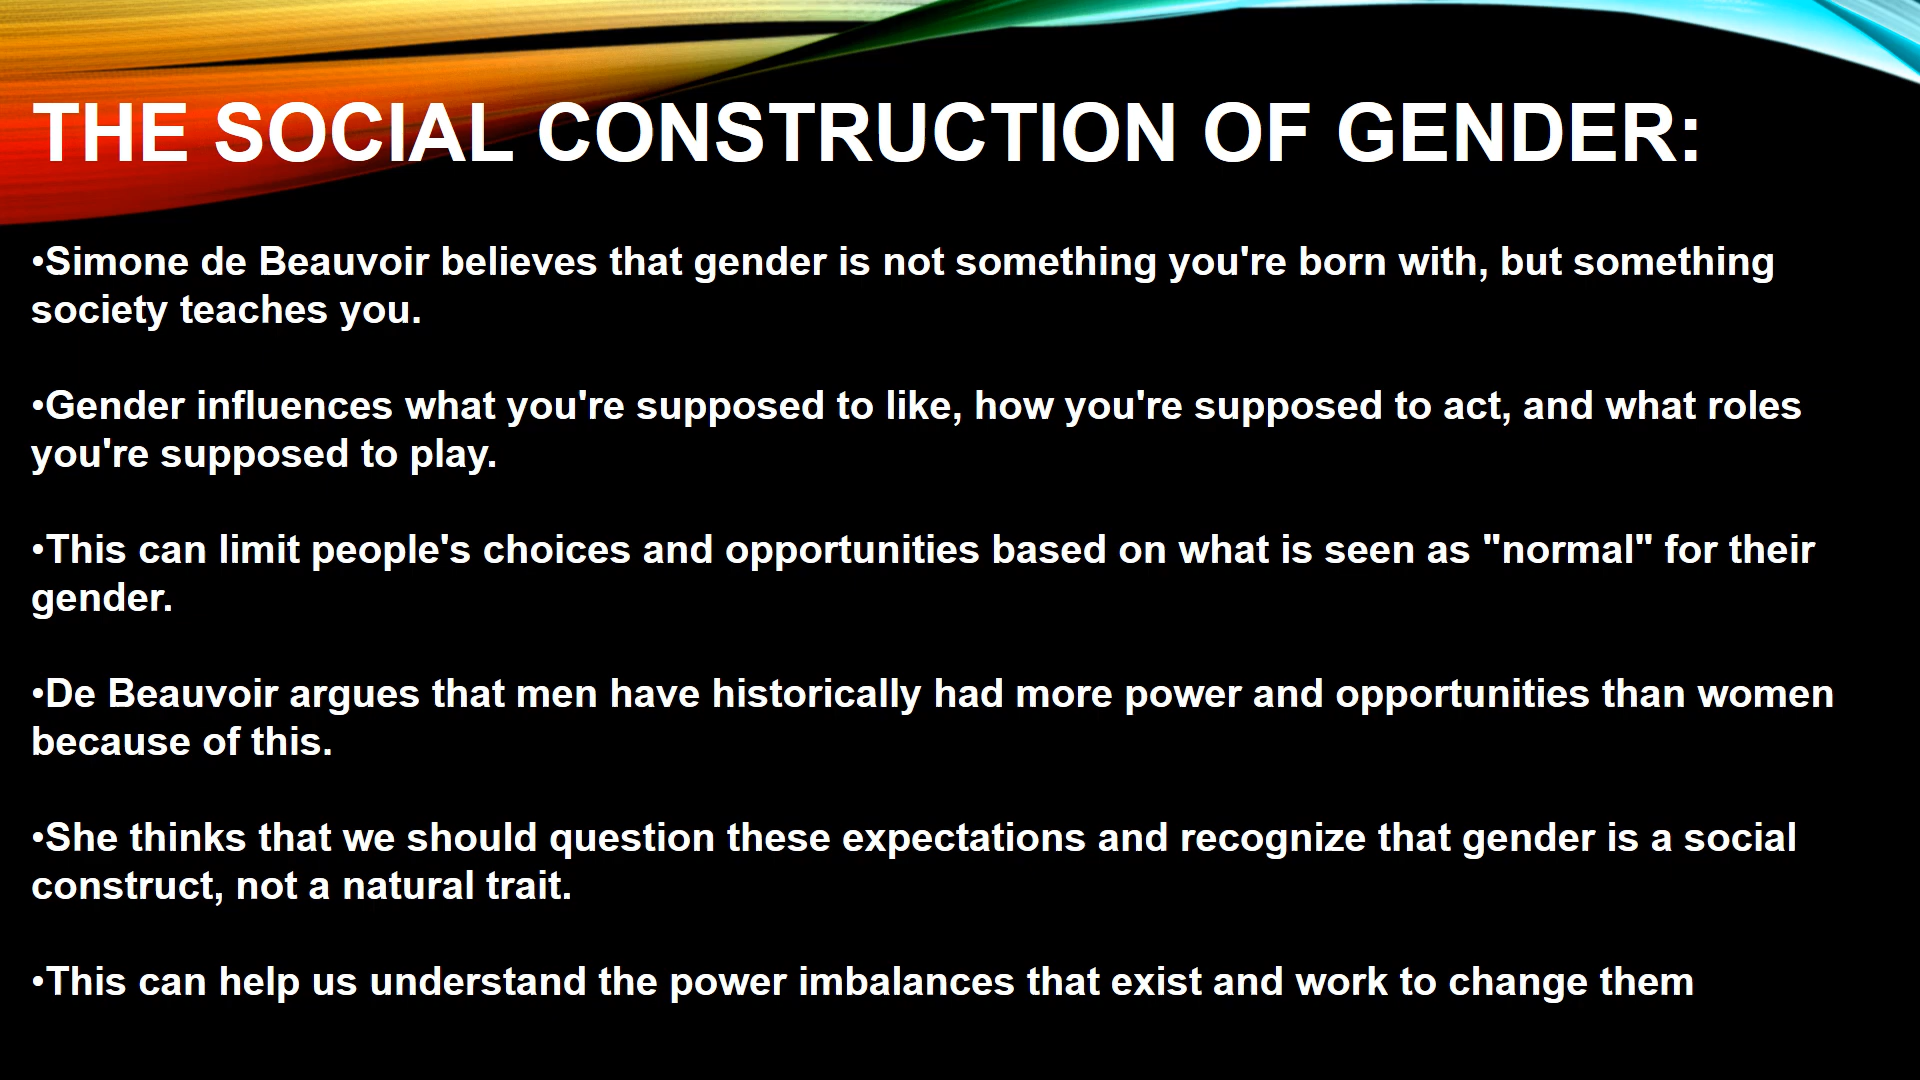 THE SOCIAL CONSTRUCTION OF GENDER:
•Simone de Beauvoir believes that gender is not something you're born with, but something
society teaches you.
•Gender influences what you're supposed to like, how you're supposed to act, and what roles
you're supposed to play.
•This can limit people's choices and opportunities based on what is seen as "normal" for their
gender.
•De Beauvoir argues that men have historically had more power and opportunities than women
because of this.
•She thinks that we should question these expectations and recognize that gender is a social
construct, not a natural trait.
•This can help us understand the power imbalances that exist and work to change them